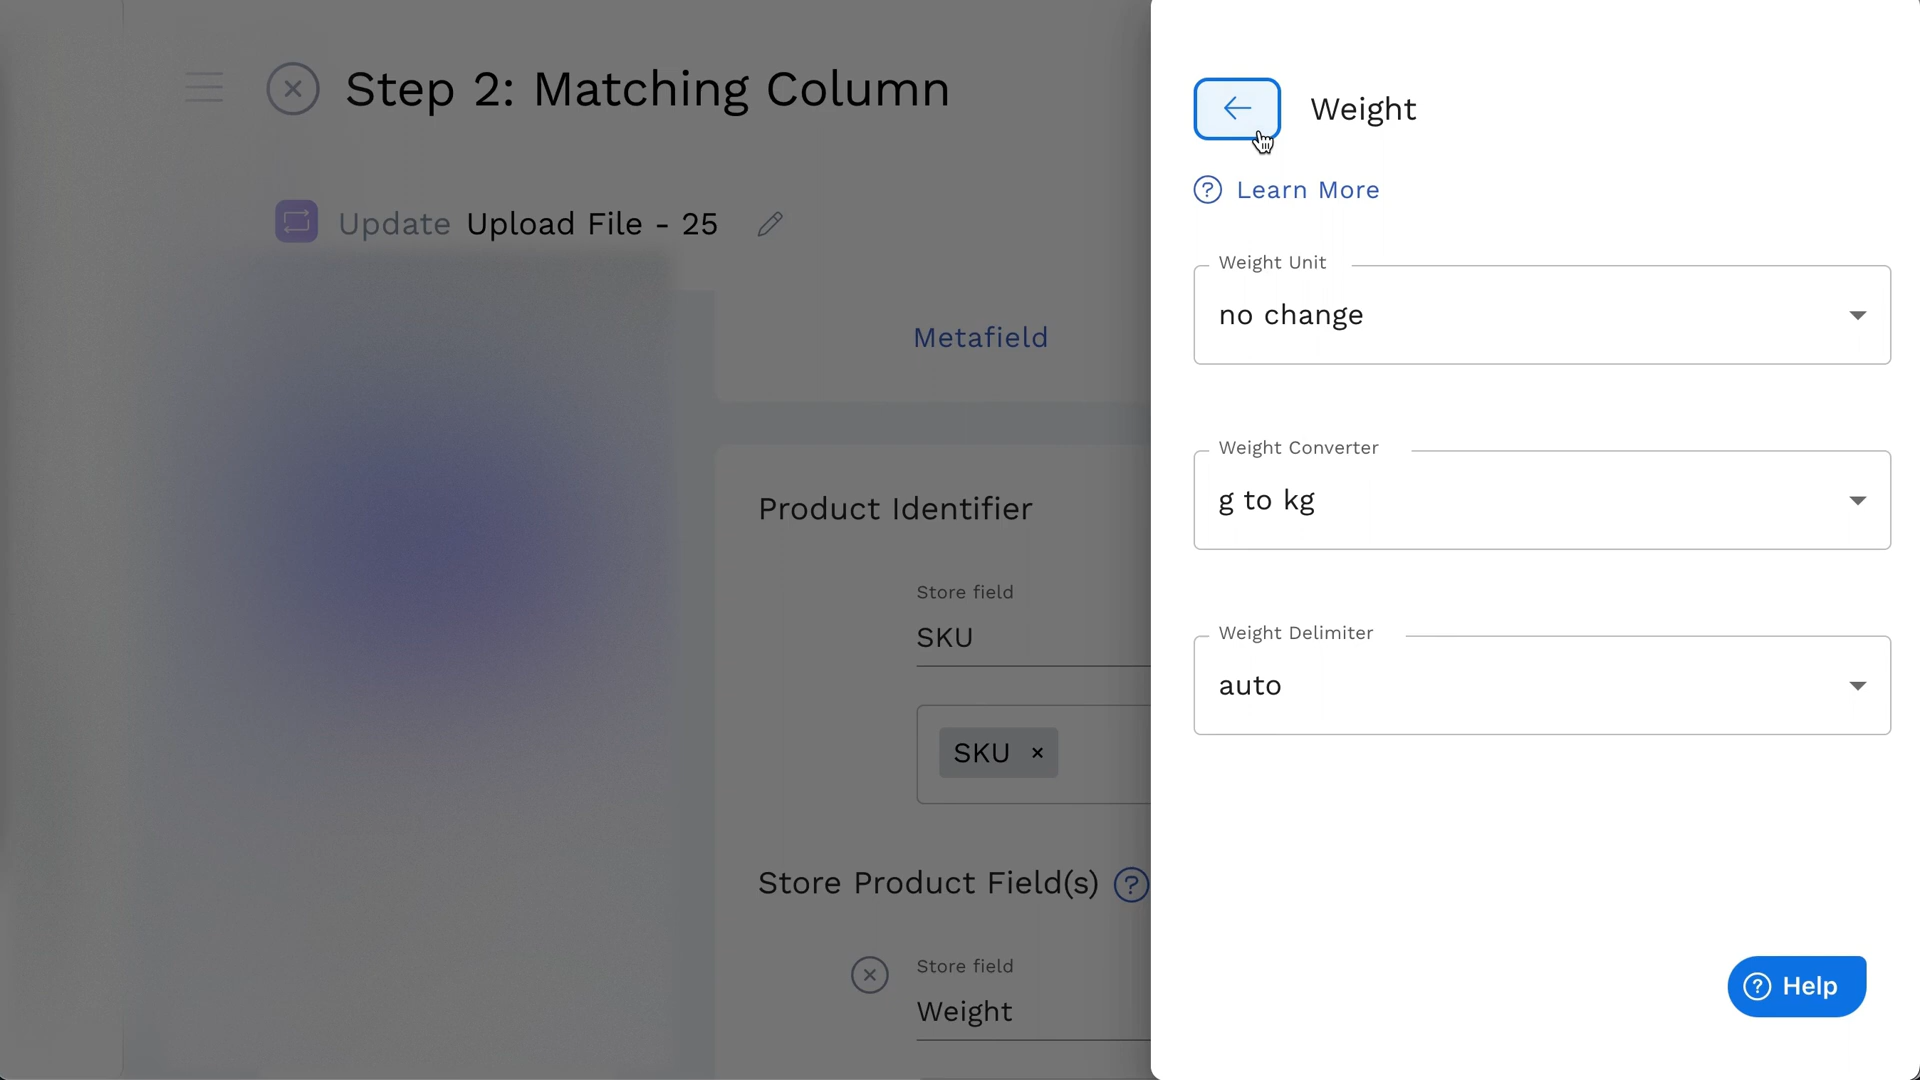 Step 2: Matching Column
Update Upload File - 25
Metafield
Product Identifier
Store field
SKU
SKU ×
Store Product Field(s) ?
Store field
Weight
Weight
? Learn More
Weight Unit
no change
Weight Converter
g to kg
Weight Delimiter
auto
? Help